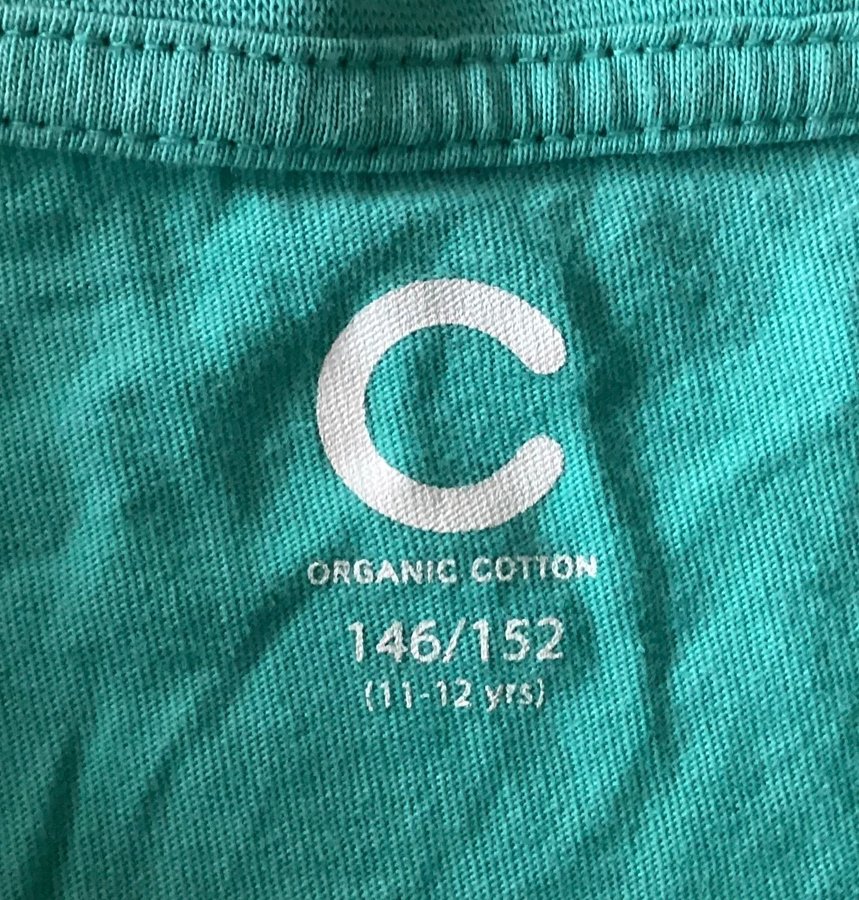 C
ORGANIC COTTON
146/152
(11-12 yrs)